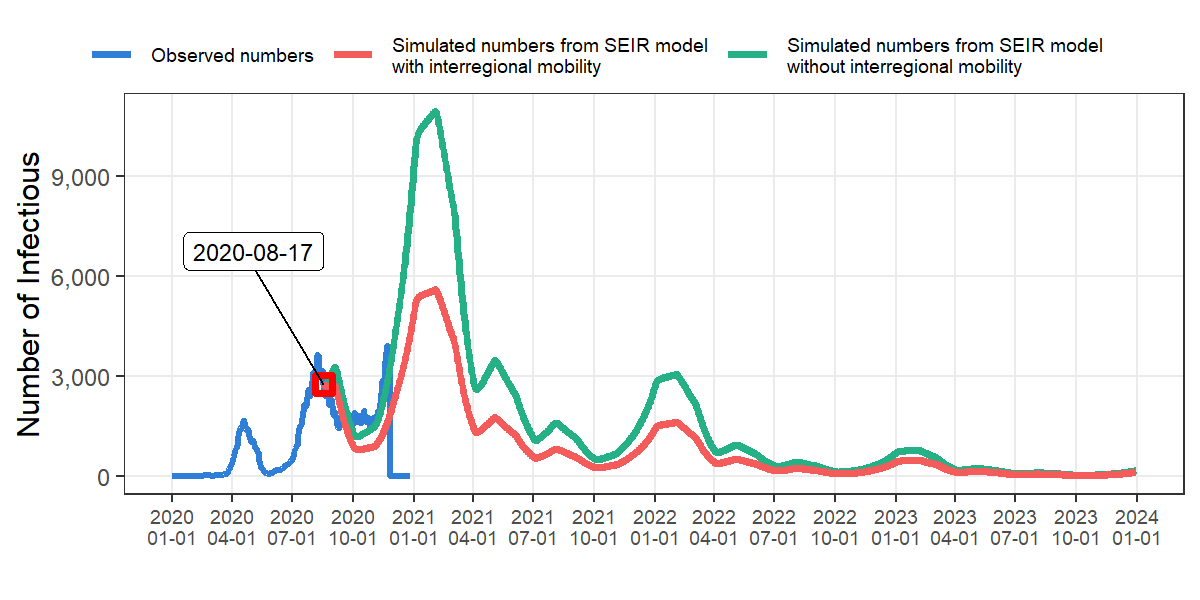 Observed numbers
Simulated numbers from SEIR model
with interregional mobility
Simulated numbers from SEIR model
without interregional mobility
Number of Infectious
9,000
6,000
3,000
0
2020-08-17
2020 2020 2020 2020 2021 2021 2021 2021 2022 2022 2022 2022 2023 2023 2023 2023 2024
01-01 04-01 07-01 10-01 01-01 04-01 07-01 10-01 01-01 04-01 07-01 10-01 01-01 04-01 07-01 10-01 01-01